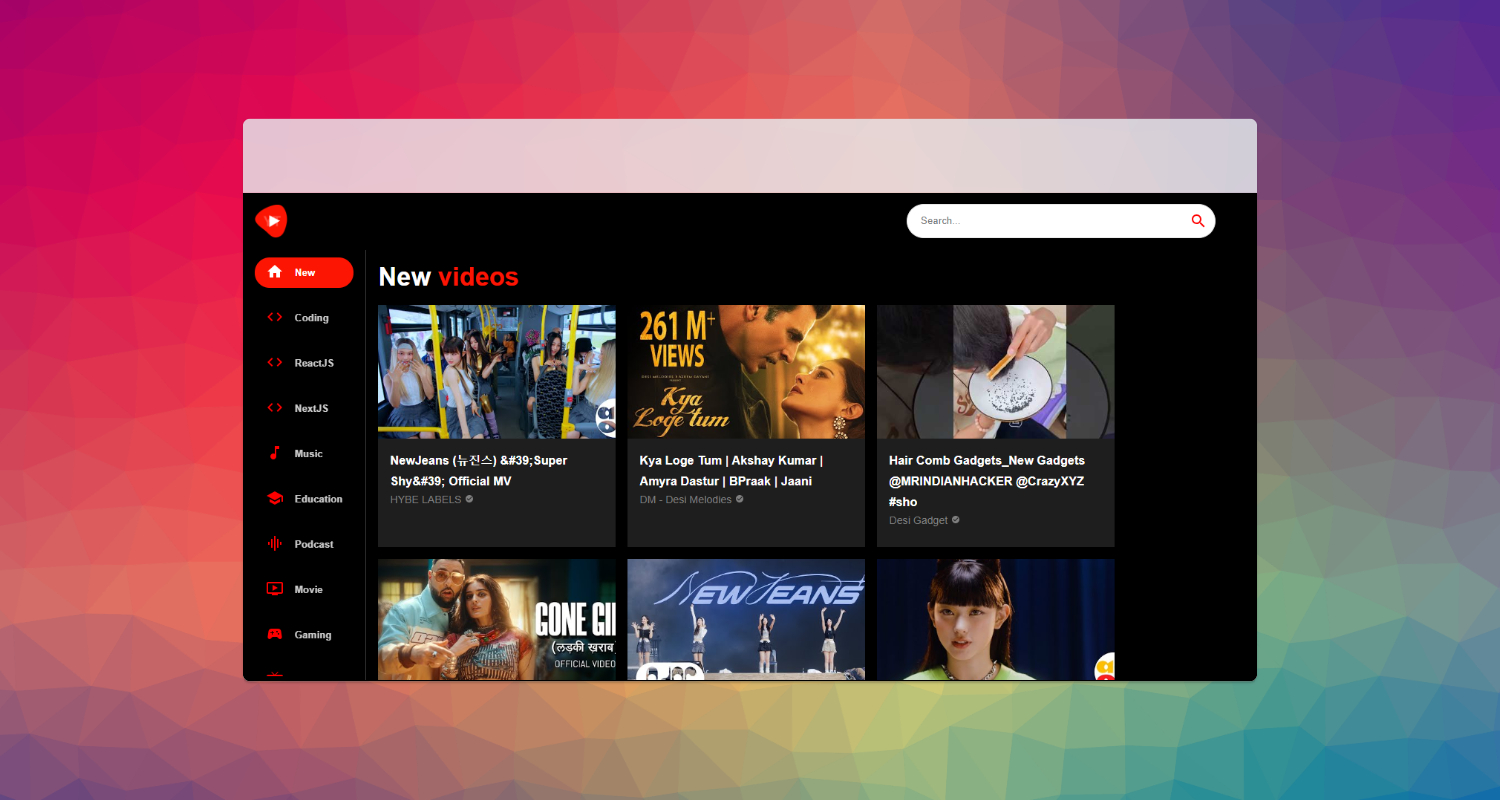 Search...
New
Coding
ReactJS
NextJS
Music
Education
Podcast
Movie
Gaming
New videos
261 M+
VIEWS
Kya
Loge tum
NewJeans (뉴진스) &#39;Super
Shy&#39; Official MV
HYBE LABELS
Kya Loge Tum | Akshay Kumar |
Amyra Dastur | BPraak | Jaani
DM - Desi Melodies
Hair Comb Gadgets_New Gadgets
@MRINDIANHACKER @CrazyXYZ
#sho
Desi Gadget
GONE GI
(लड़की खराब)
OFFICIAL VIDEO
NEWJEANS